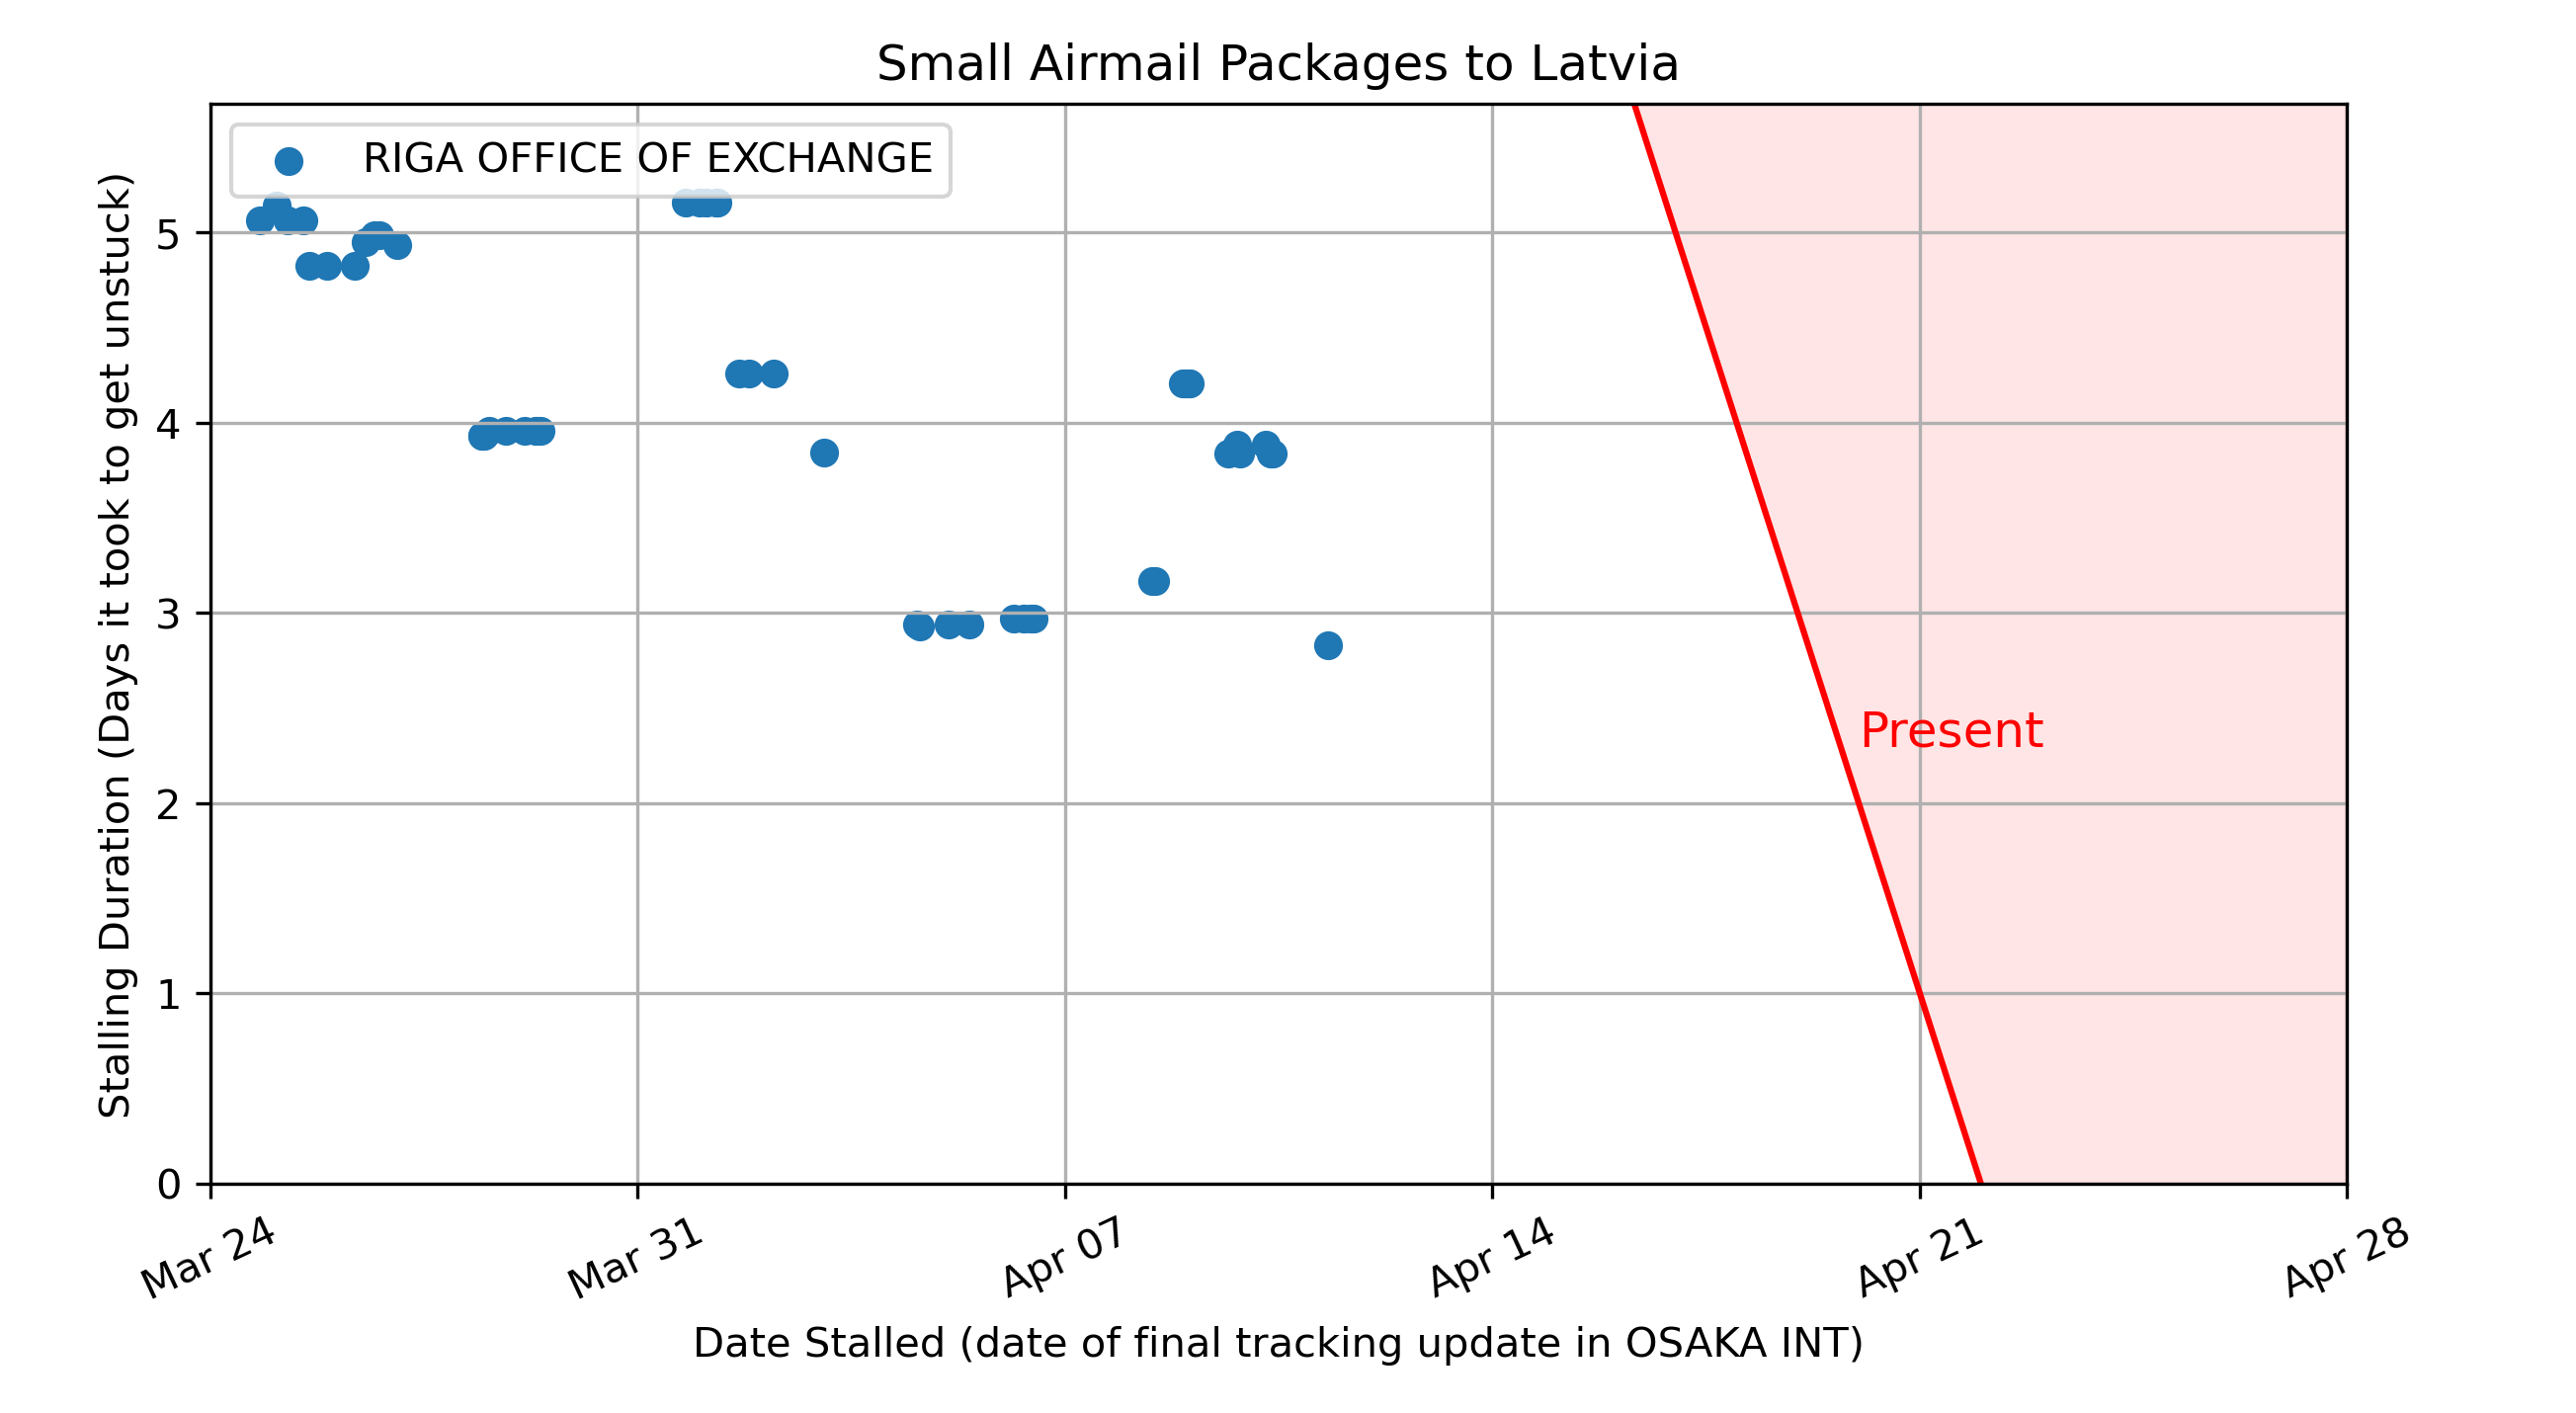 Small Airmail Packages to Latvia
RIGA OFFICE OF EXCHANGE
Stalling Duration (Days it took to get unstuck)
5
4
3
2
1
0
Present
Mar 24
Mar 31
Apr 07
Apr 14
Apr 21
Apr 28
Date Stalled (date of final tracking update in OSAKA INT)